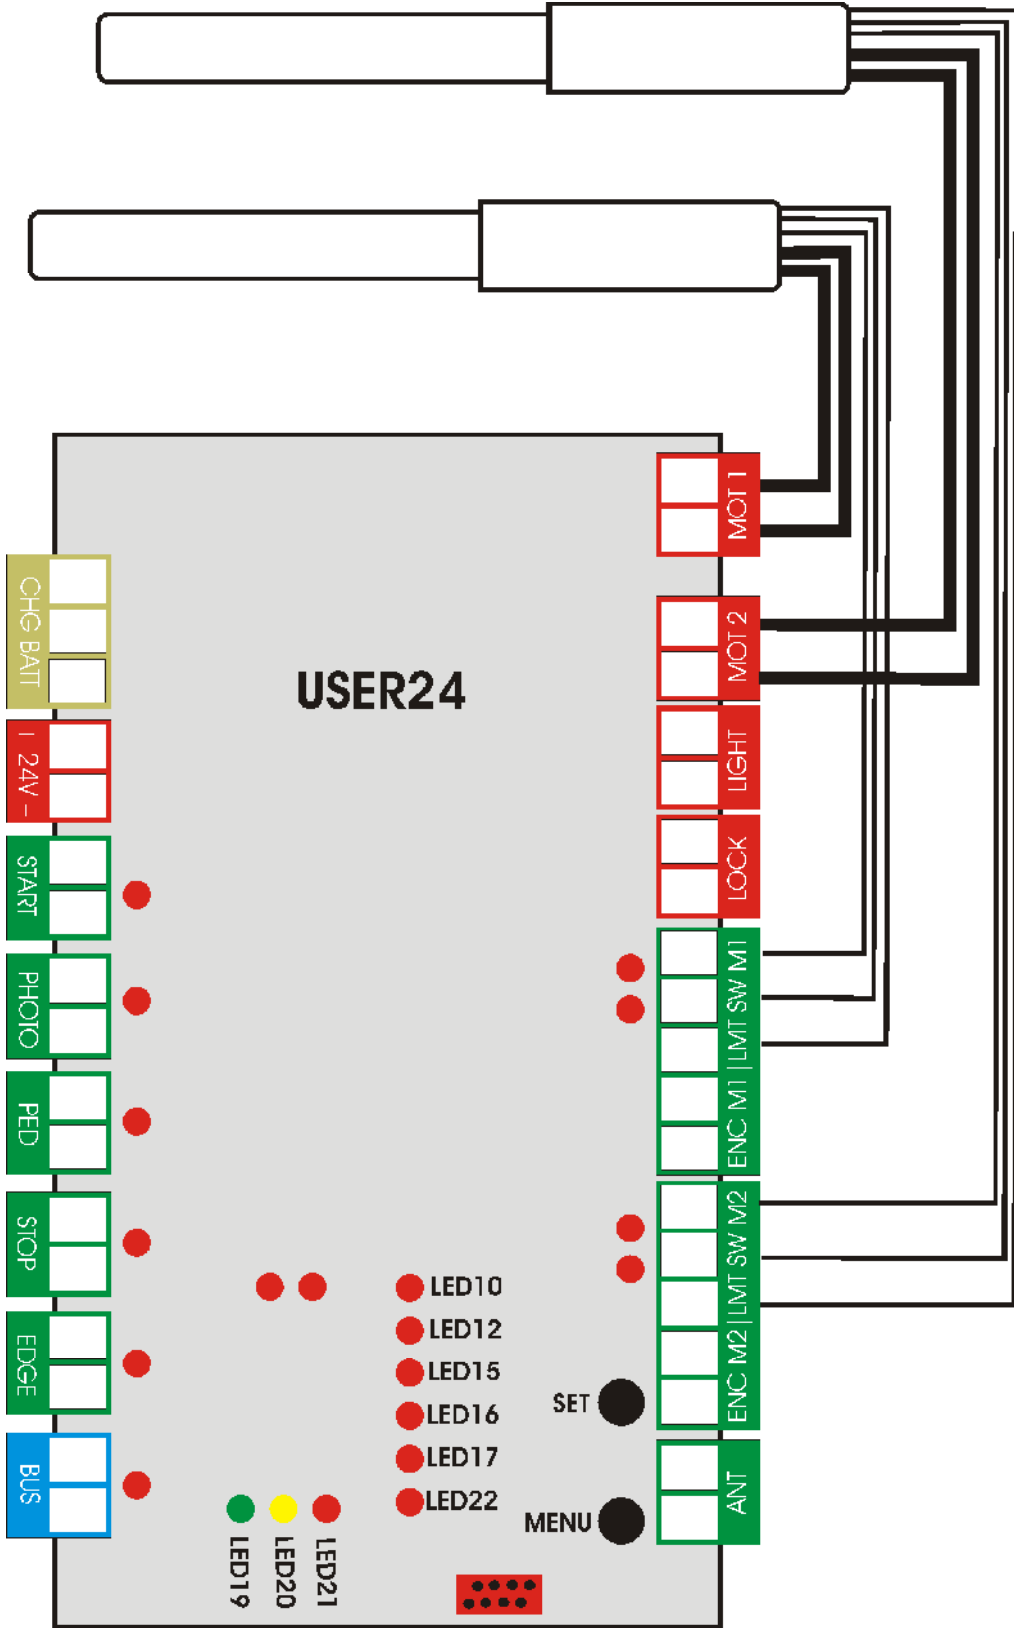 USER24
MOT 1
MOT 2
LIGHT
LOCK
ENC M1 | LMT SW M1
ENC M2 | LMT SW M2
ANT
CHG BATT
| 24V –
START
PHOTO
PED
STOP
EDGE
BUS
LED10
LED12
LED15
LED16
LED17
LED22
SET
MENU
LED19
LED20
LED21